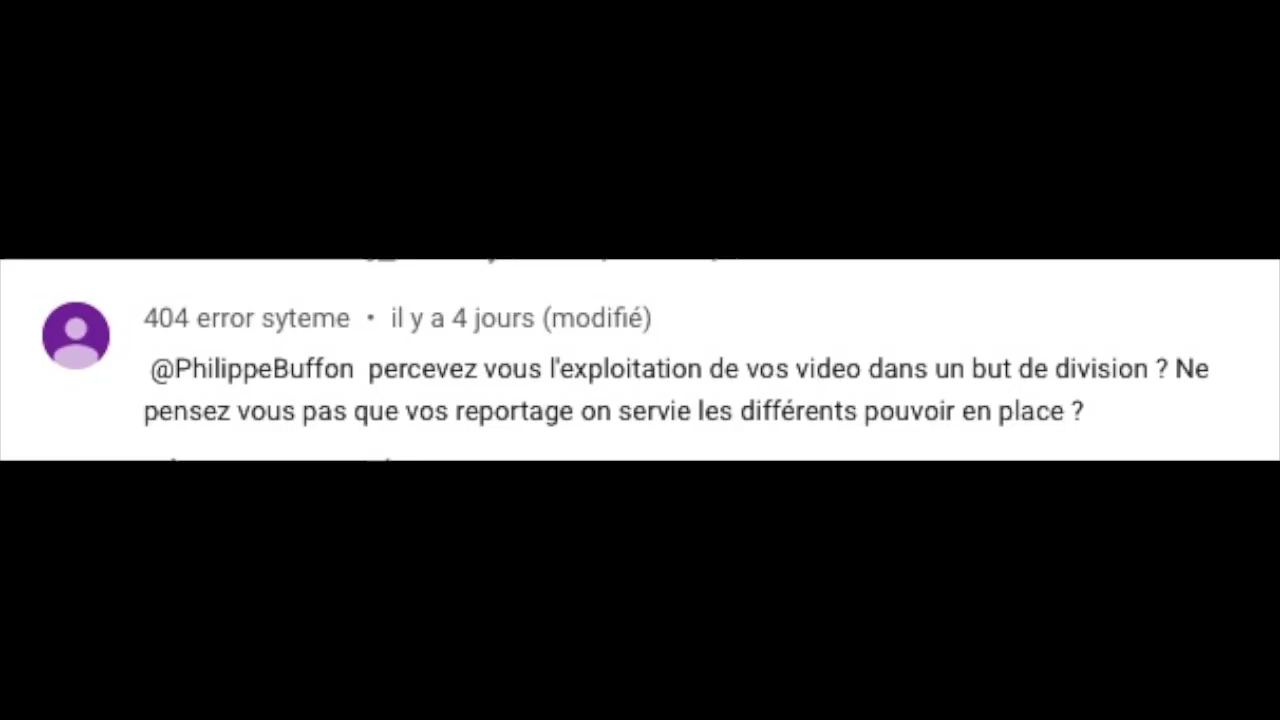 404 error syteme • il y a 4 jours (modifié)
@PhilippeBuffon percevez vous l'exploitation de vos video dans un but de division ? Ne
pensez vous pas que vos reportage on servie les différents pouvoir en place ?